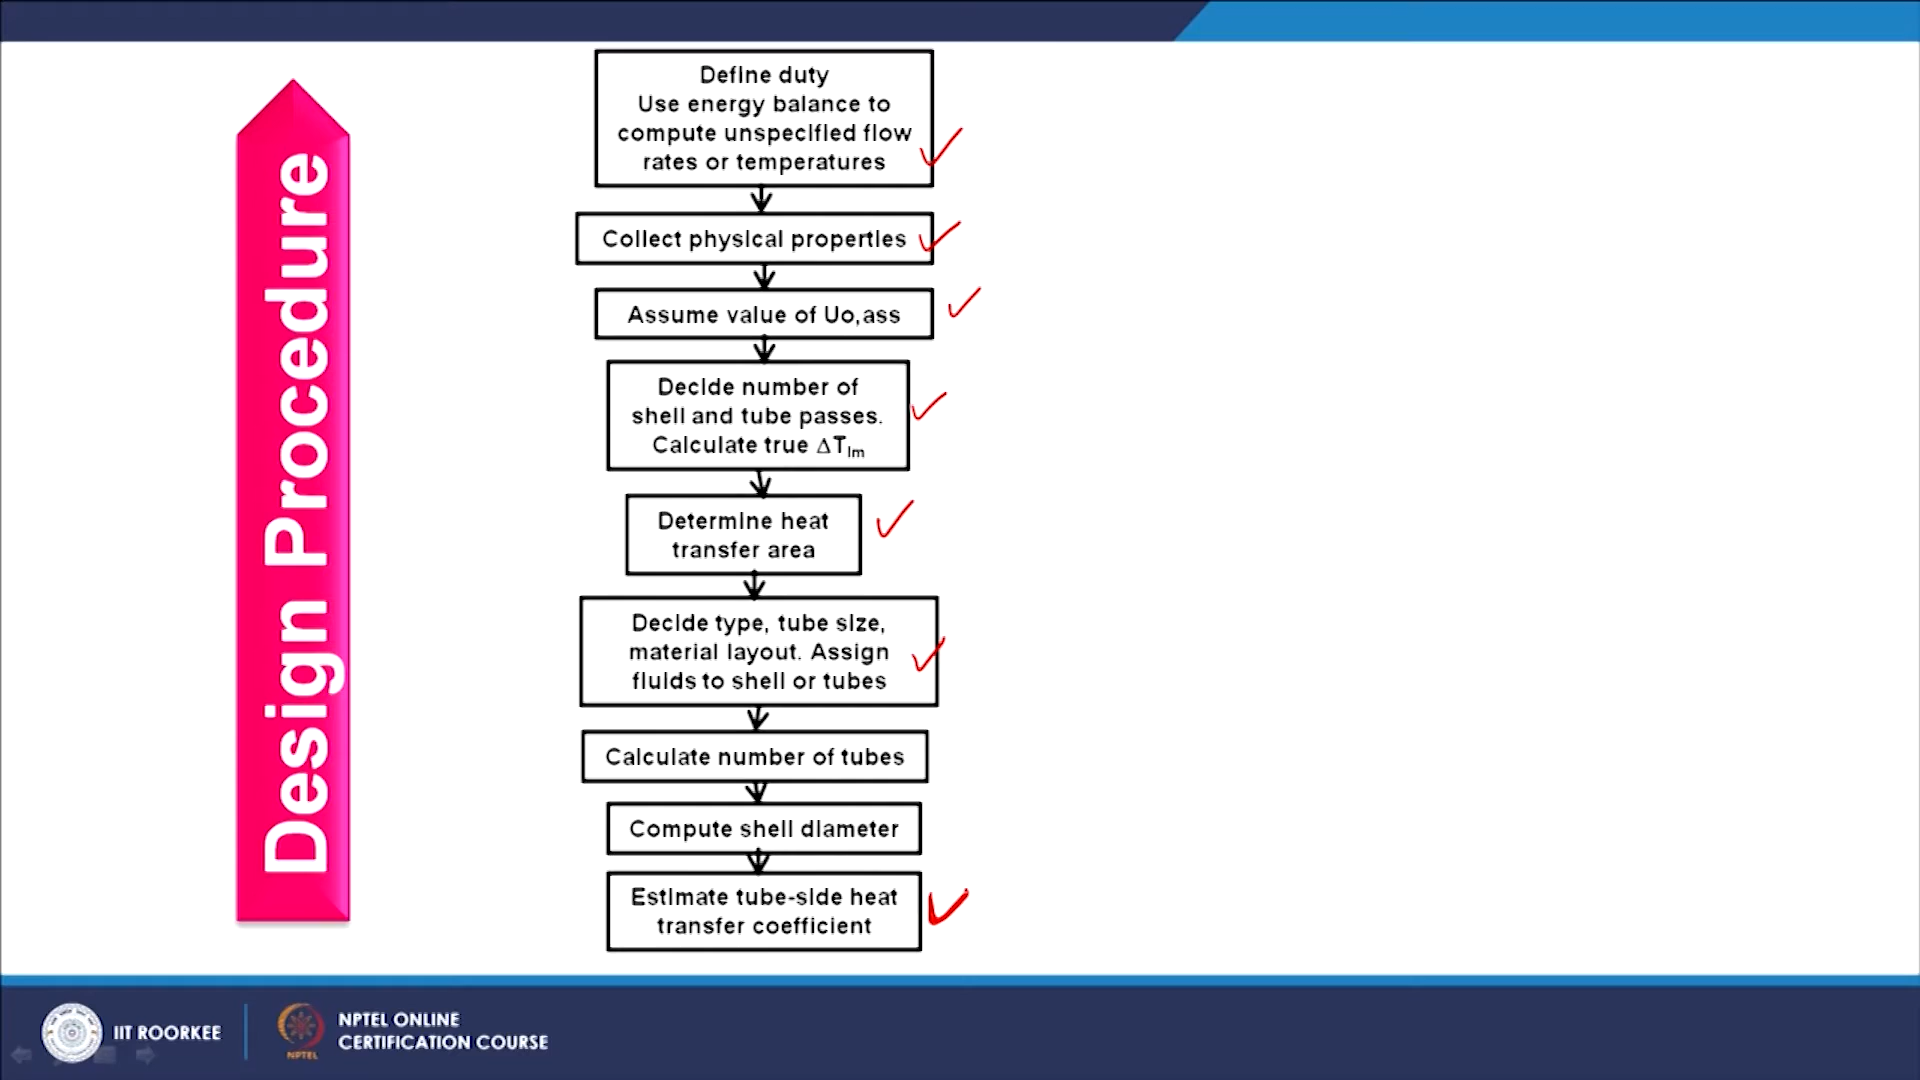 Design Procedure
Define duty
Use energy balance to
compute unspecified flow
rates or temperatures
Collect physical properties
Assume value of Uo,ass
Decide number of
shell and tube passes.
Calculate true ΔTlm
Determine heat
transfer area
Decide type, tube size,
material layout. Assign
fluids to shell or tubes
Calculate number of tubes
Compute shell diameter
Estimate tube-side heat
transfer coefficient
IIT ROORKEE
NPTEL
NPTEL ONLINE
CERTIFICATION COURSE